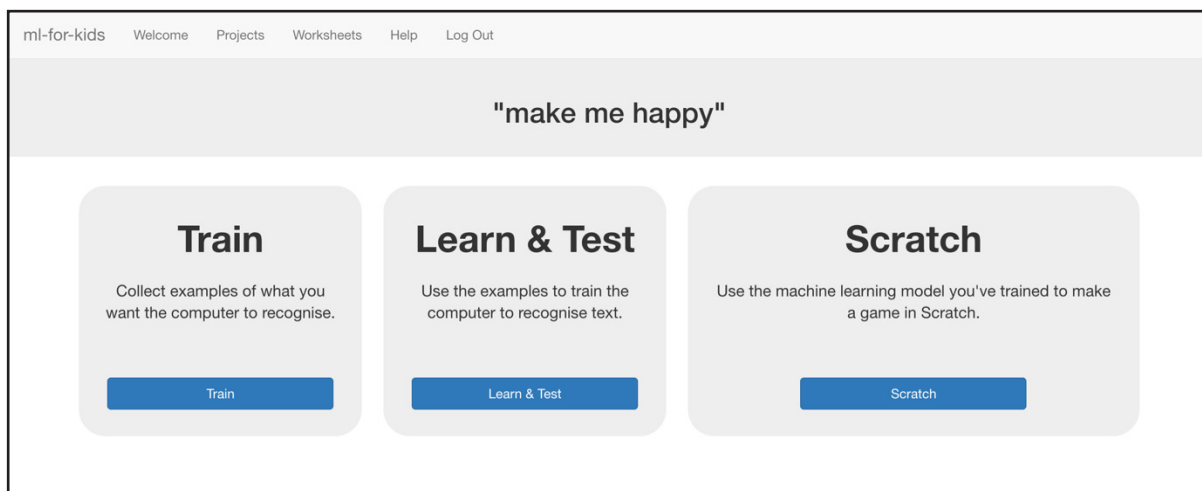 ml-for-kids Welcome Projects Worksheets Help Log Out
"make me happy"
Train
Collect examples of what you
want the computer to recognise.
Train
Learn & Test
Use the examples to train the
computer to recognise text.
Learn & Test
Scratch
Use the machine learning model you've trained to make
a game in Scratch.
Scratch